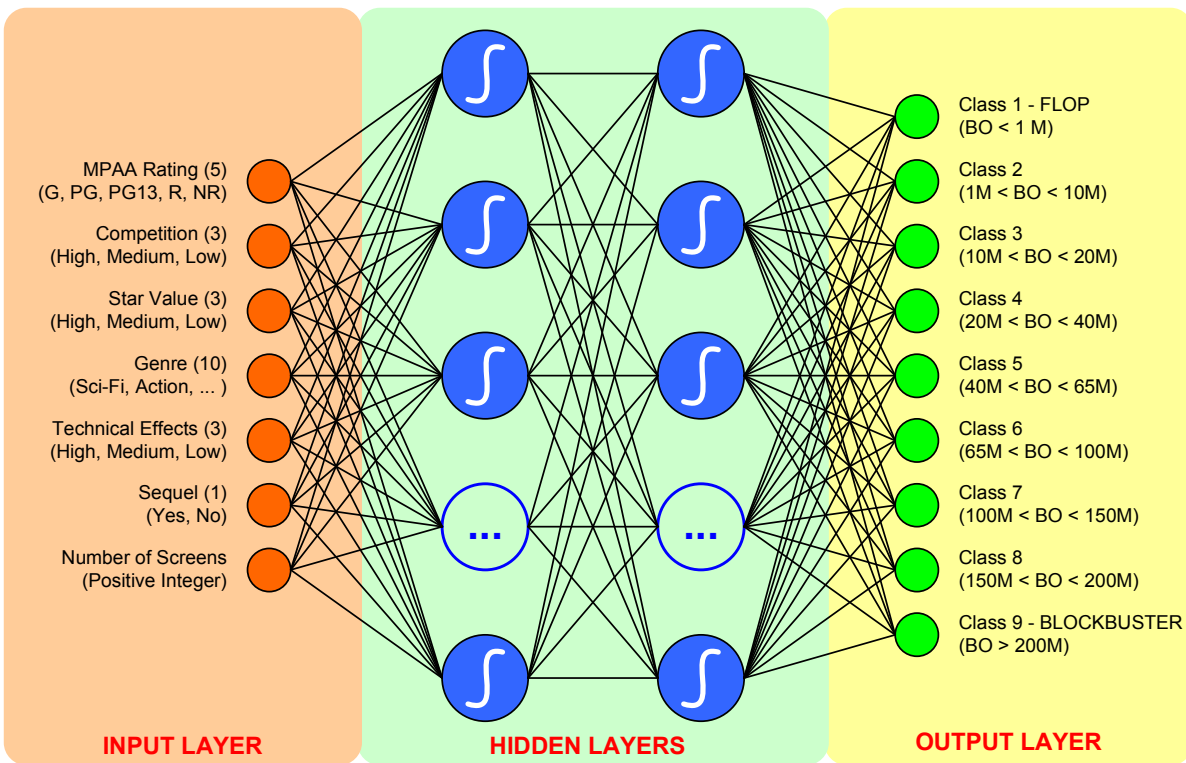 MPAA Rating (5)
(G, PG, PG13, R, NR)
Competition (3)
(High, Medium, Low)
Star Value (3)
(High, Medium, Low)
Genre (10)
(Sci-Fi, Action, ... )
Technical Effects (3)
(High, Medium, Low)
Sequel (1)
(Yes, No)
Number of Screens
(Positive Integer)
...
...
Class 1 - FLOP
(BO < 1 M)
Class 2
(1M < BO < 10M)
Class 3
(10M < BO < 20M)
Class 4
(20M < BO < 40M)
Class 5
(40M < BO < 65M)
Class 6
(65M < BO < 100M)
Class 7
(100M < BO < 150M)
Class 8
(150M < BO < 200M)
Class 9 - BLOCKBUSTER
(BO > 200M)
INPUT LAYER
HIDDEN LAYERS
OUTPUT LAYER